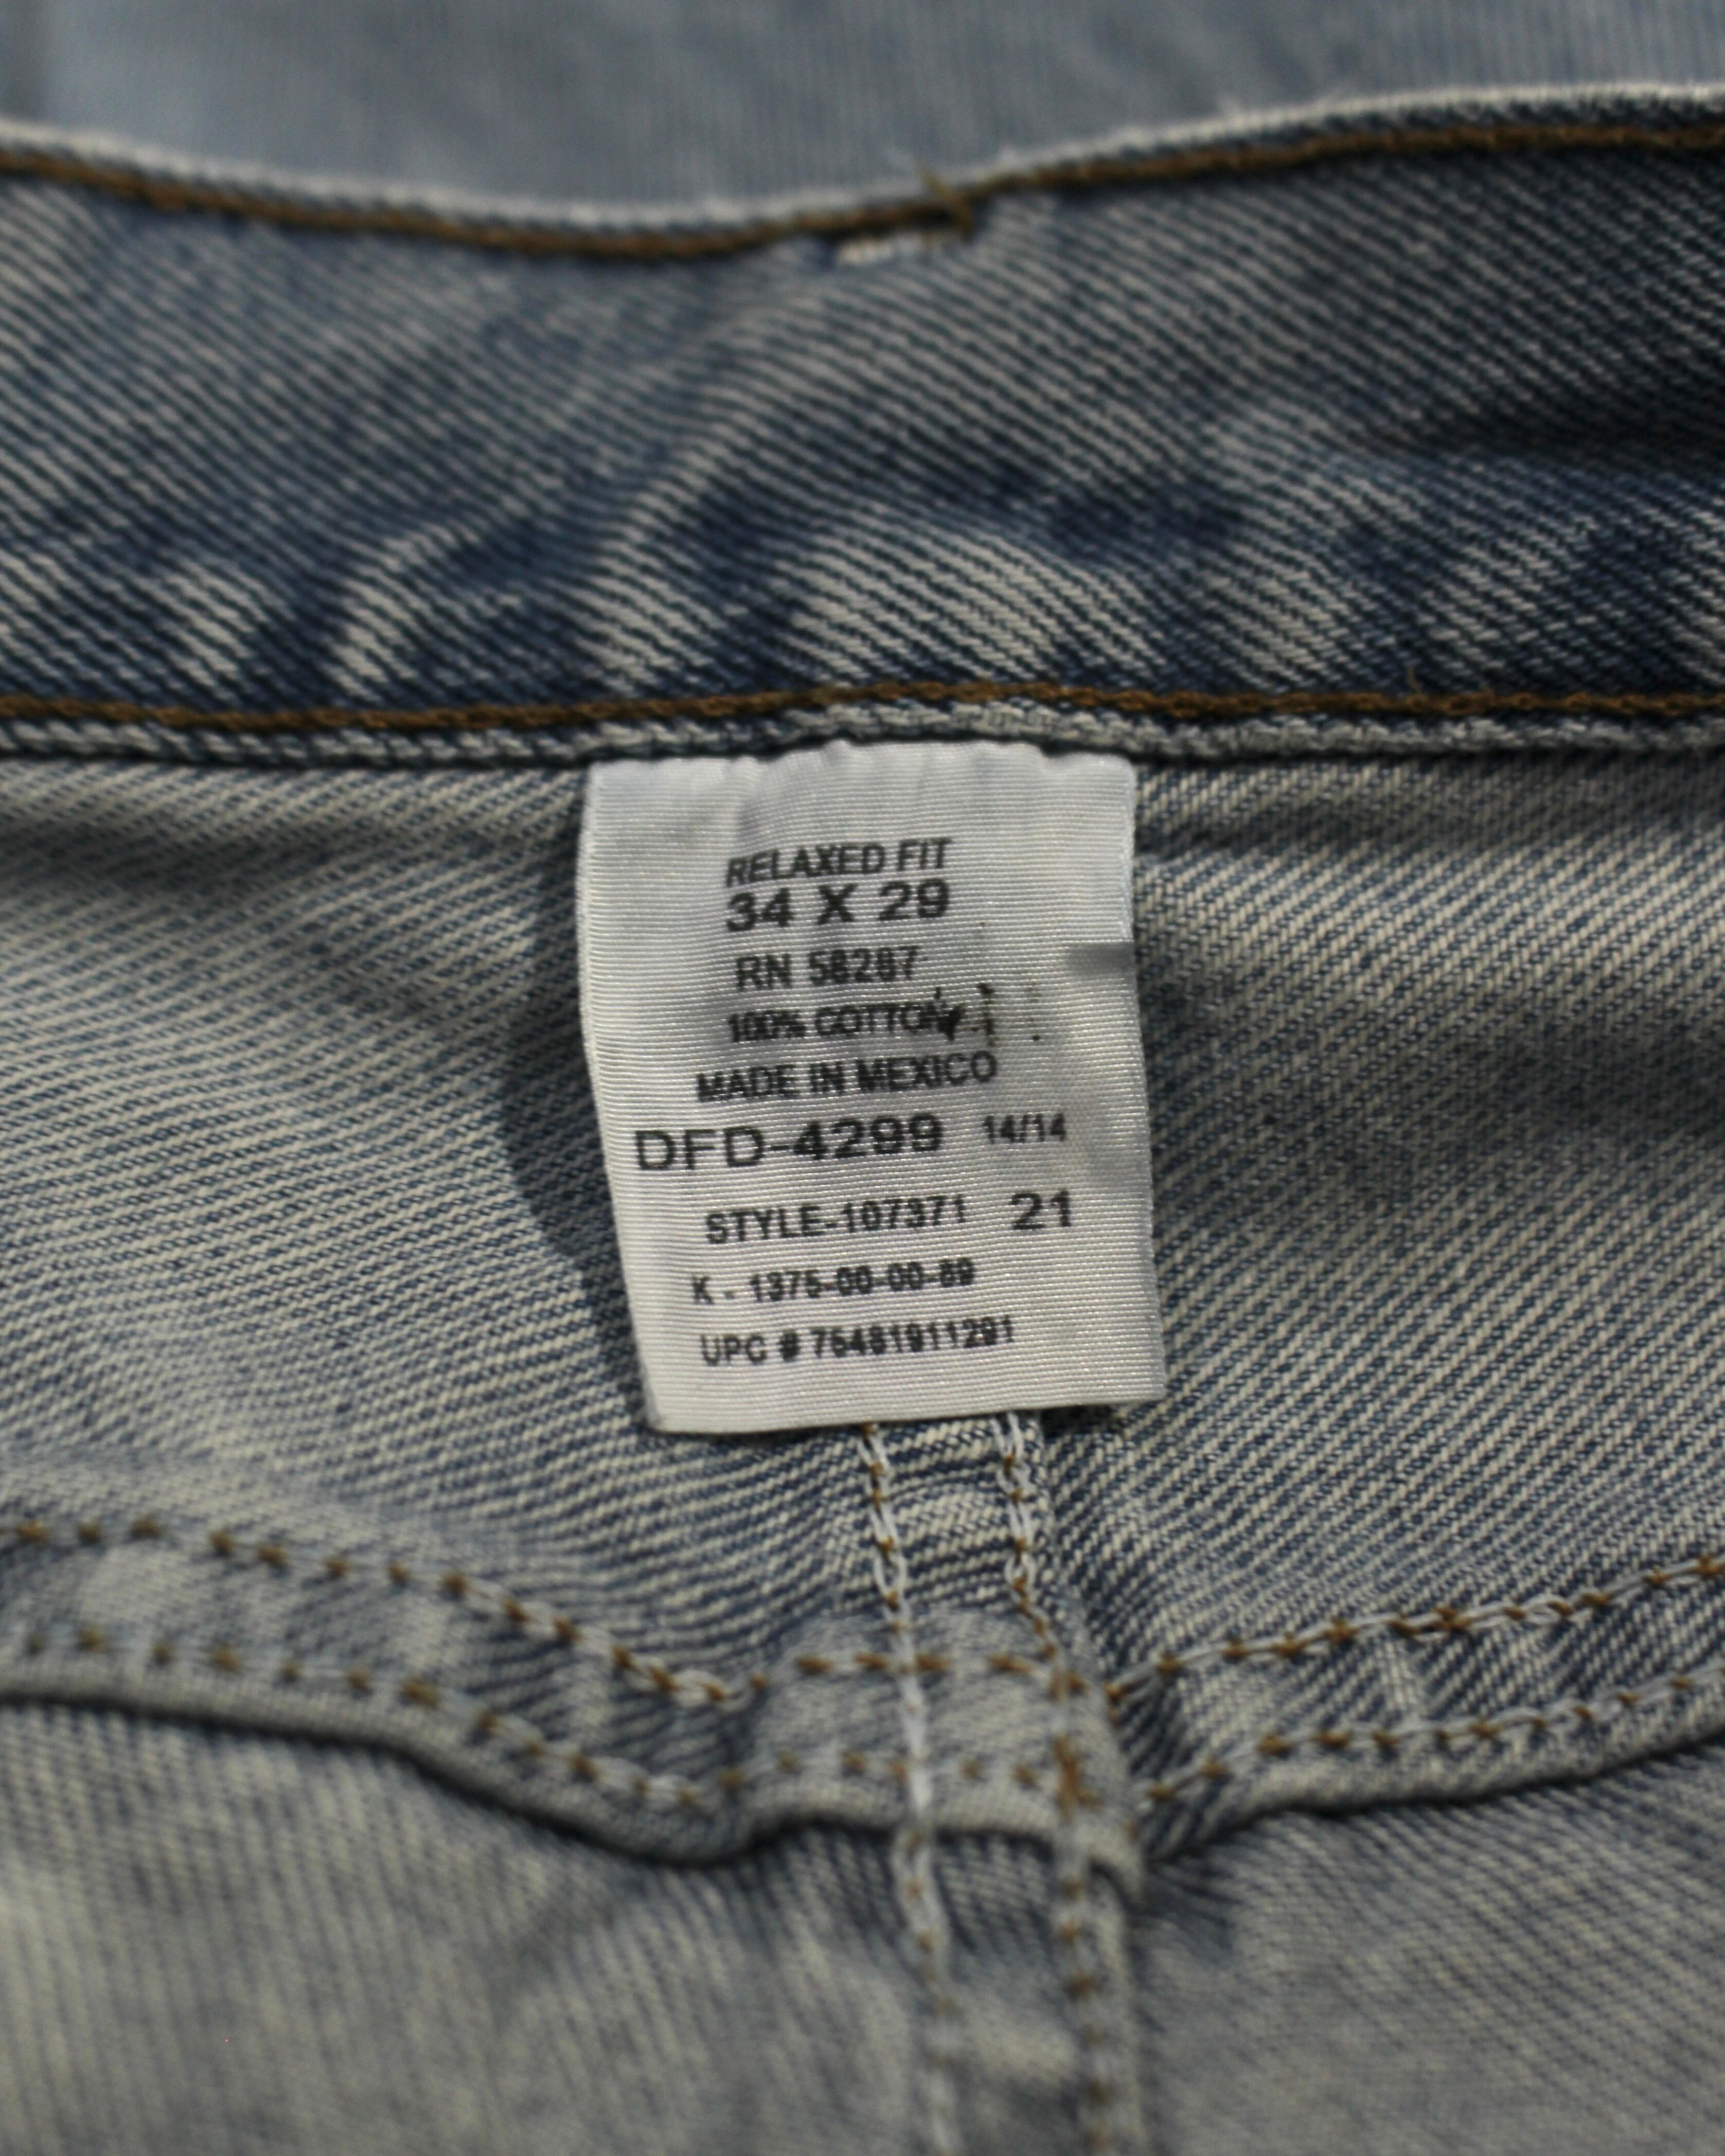 RELAXED FIT
34 X 29
RN 58287
100% COTTON
MADE IN MEXICO
DFD-4299 14/14
STYLE-107371 21
K - 1375-00-00-89
UPC # 75481911291